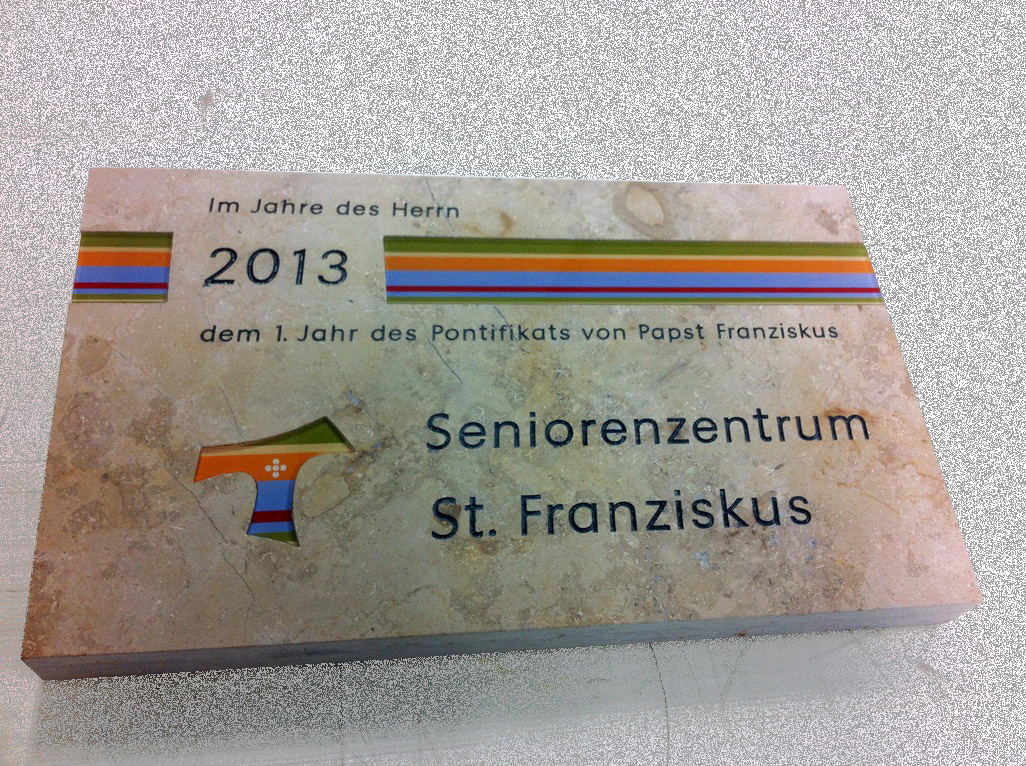 Im Jahre des Herrn
2013
dem 1. Jahr des Pontifikats von Papst Franziskus
Seniorenzentrum
St. Franziskus